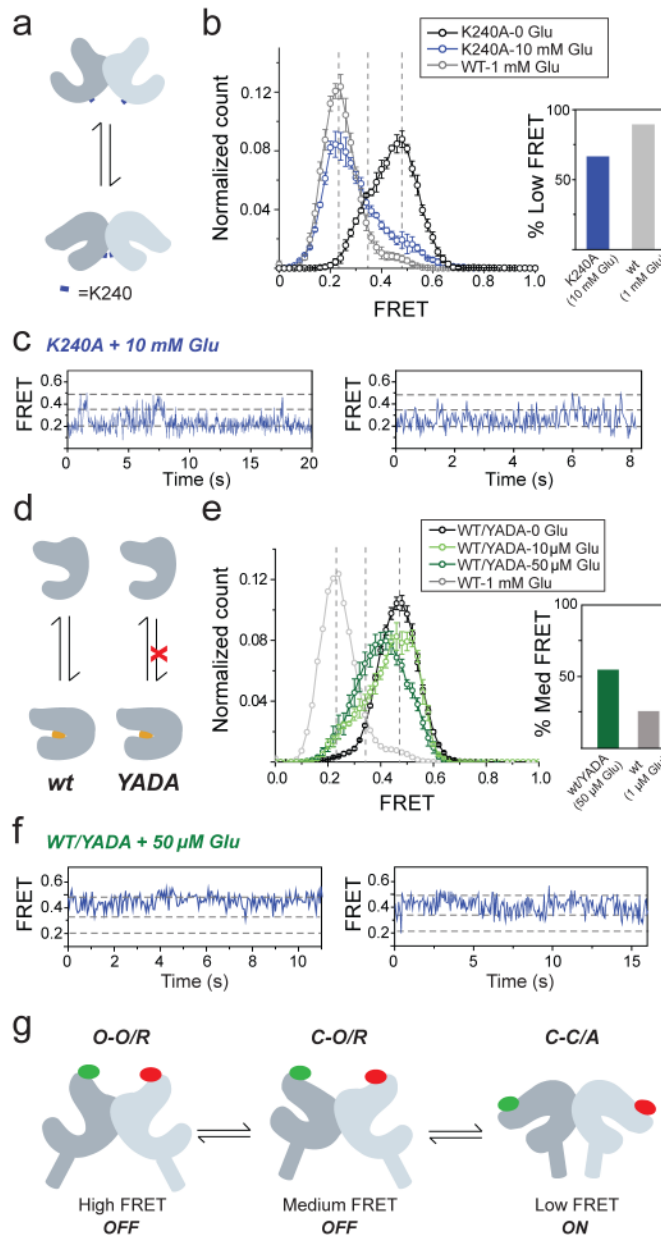 a
=K240
b
K240A-0 Glu
K240A-10 mM Glu
WT-1 mM Glu
Normalized count
0.12
0.08
0.04
0.0 0.2 0.4 0.6 0.8 1.0
FRET
% Low FRET
100
50
K240A
(10 mM Glu)
wt
(1 mM Glu)
c K240A + 10 mM Glu
FRET
0.6
0.4
0.2
0 5 10 15 20
Time (s)
FRET
0.6
0.4
0.2
0 2 4 6 8
Time (s)
d
wt YADA
e
WT/YADA-0 Glu
WT/YADA-10 µM Glu
WT/YADA-50 µM Glu
WT-1 mM Glu
Normalized count
0.12
0.08
0.04
0.0 0.2 0.4 0.6 0.8 1.0
FRET
% Med FRET
100
50
wt/YADA
(50 µM Glu)
wt
(1 µM Glu)
f WT/YADA + 50 µM Glu
FRET
0.6
0.4
0.2
0 2 4 6 8 10
Time (s)
FRET
0.6
0.4
0.2
0 5 10 15
Time (s)
g
O-O/R C-O/R C-C/A
High FRET Medium FRET Low FRET
OFF OFF ON